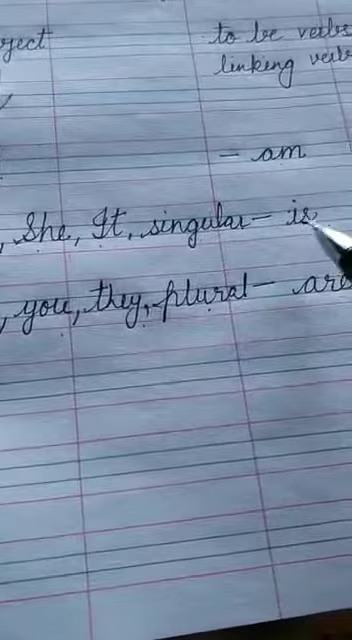 ject to be verbs
linking verb
- am
, She, It, singular - is
, you, they, plural - are